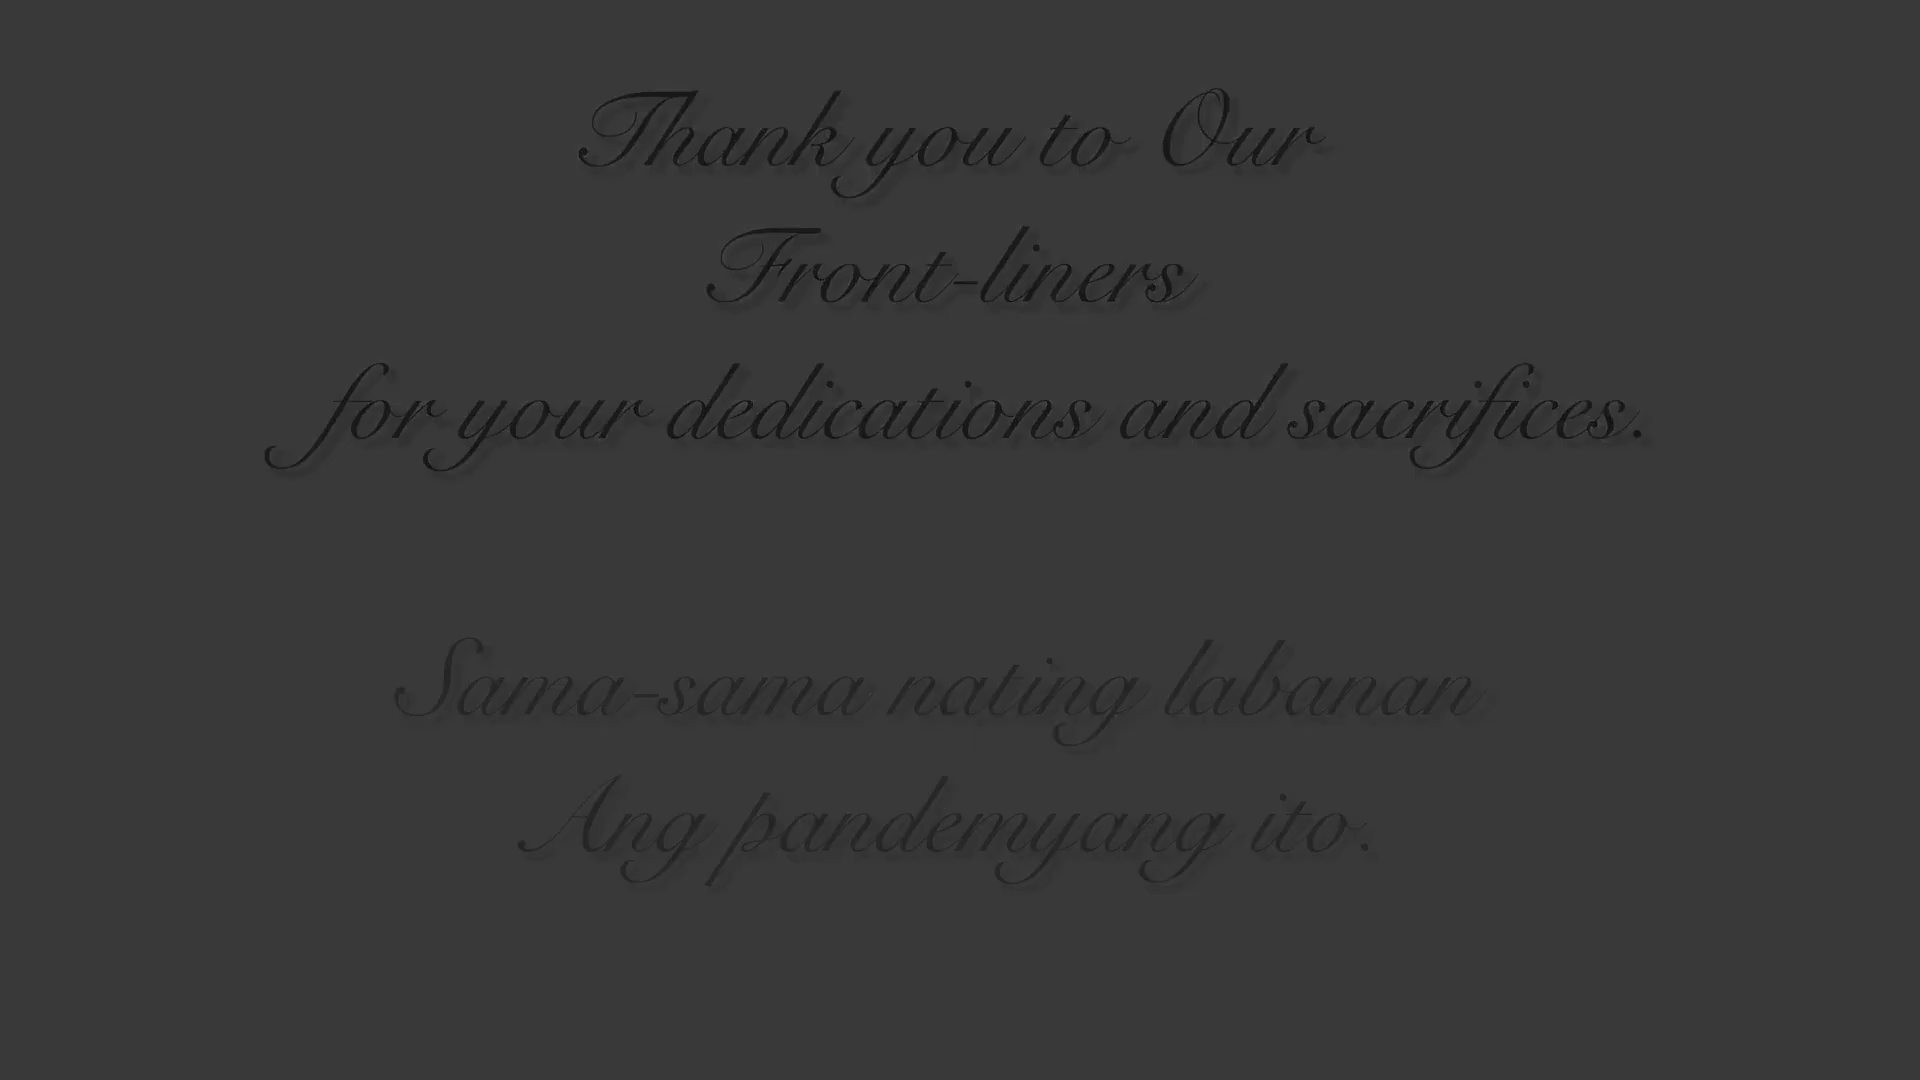 Thank you to Our
Front-liners
for your dedications and sacrifices.
Sama-sama nating labanan
Ang pandemyang ito.